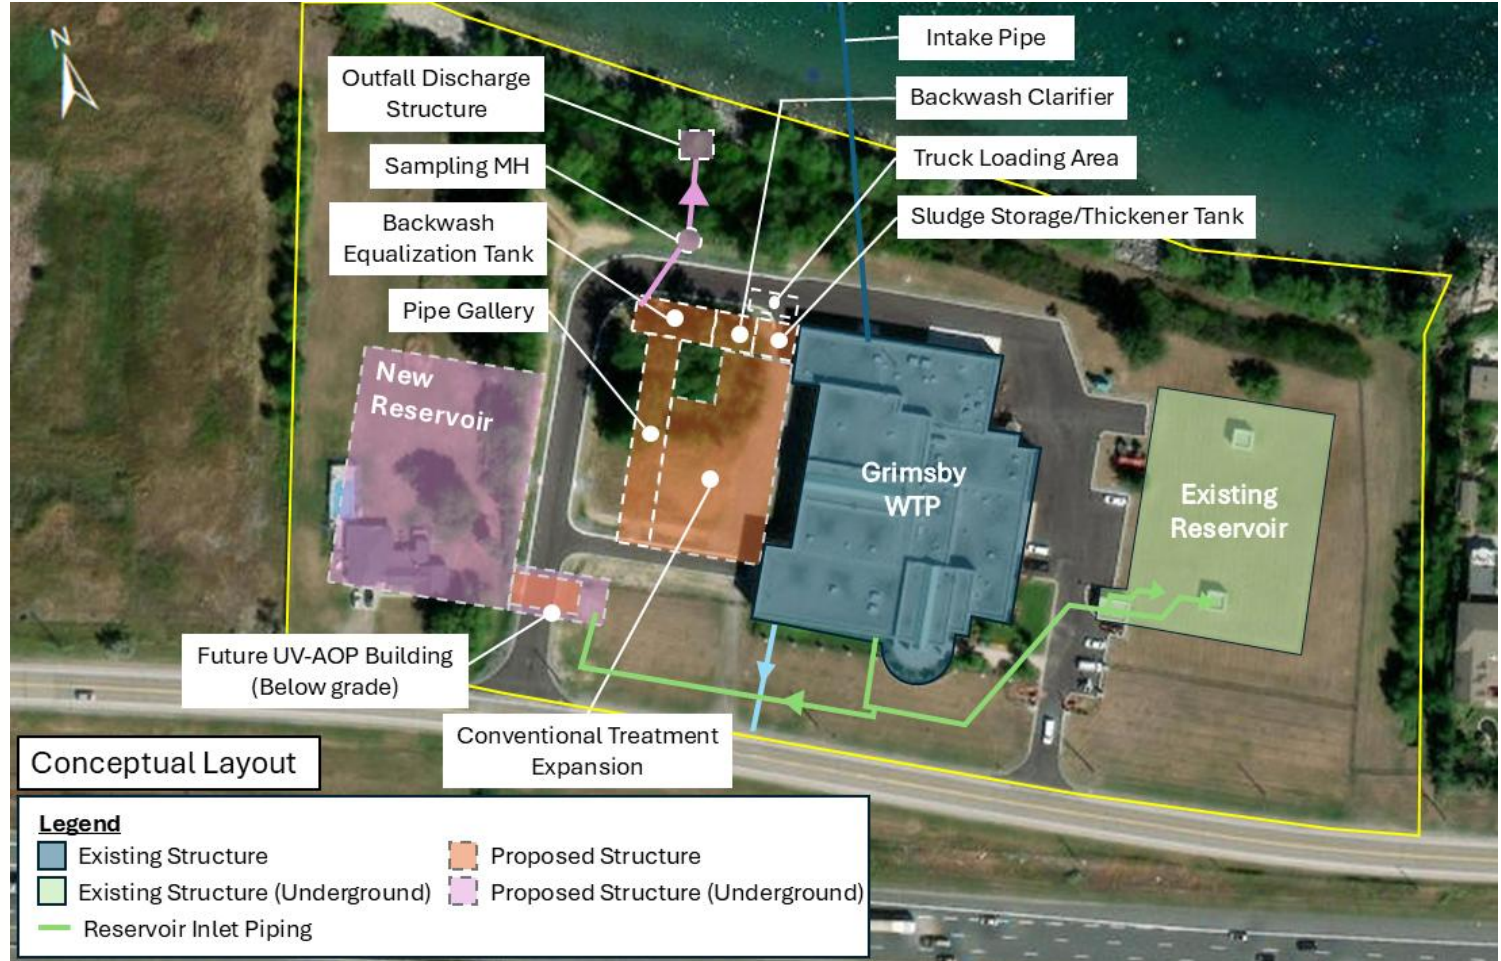 N
Intake Pipe
Outfall Discharge
Structure
Backwash Clarifier
Sampling MH
Truck Loading Area
Backwash
Equalization Tank
Sludge Storage/Thickener Tank
Pipe Gallery
New
Reservoir
Grimsby
WTP
Existing
Reservoir
Future UV-AOP Building
(Below grade)
Conventional Treatment
Expansion
Conceptual Layout
Legend
Existing Structure
Proposed Structure
Existing Structure (Underground)
Proposed Structure (Underground)
Reservoir Inlet Piping